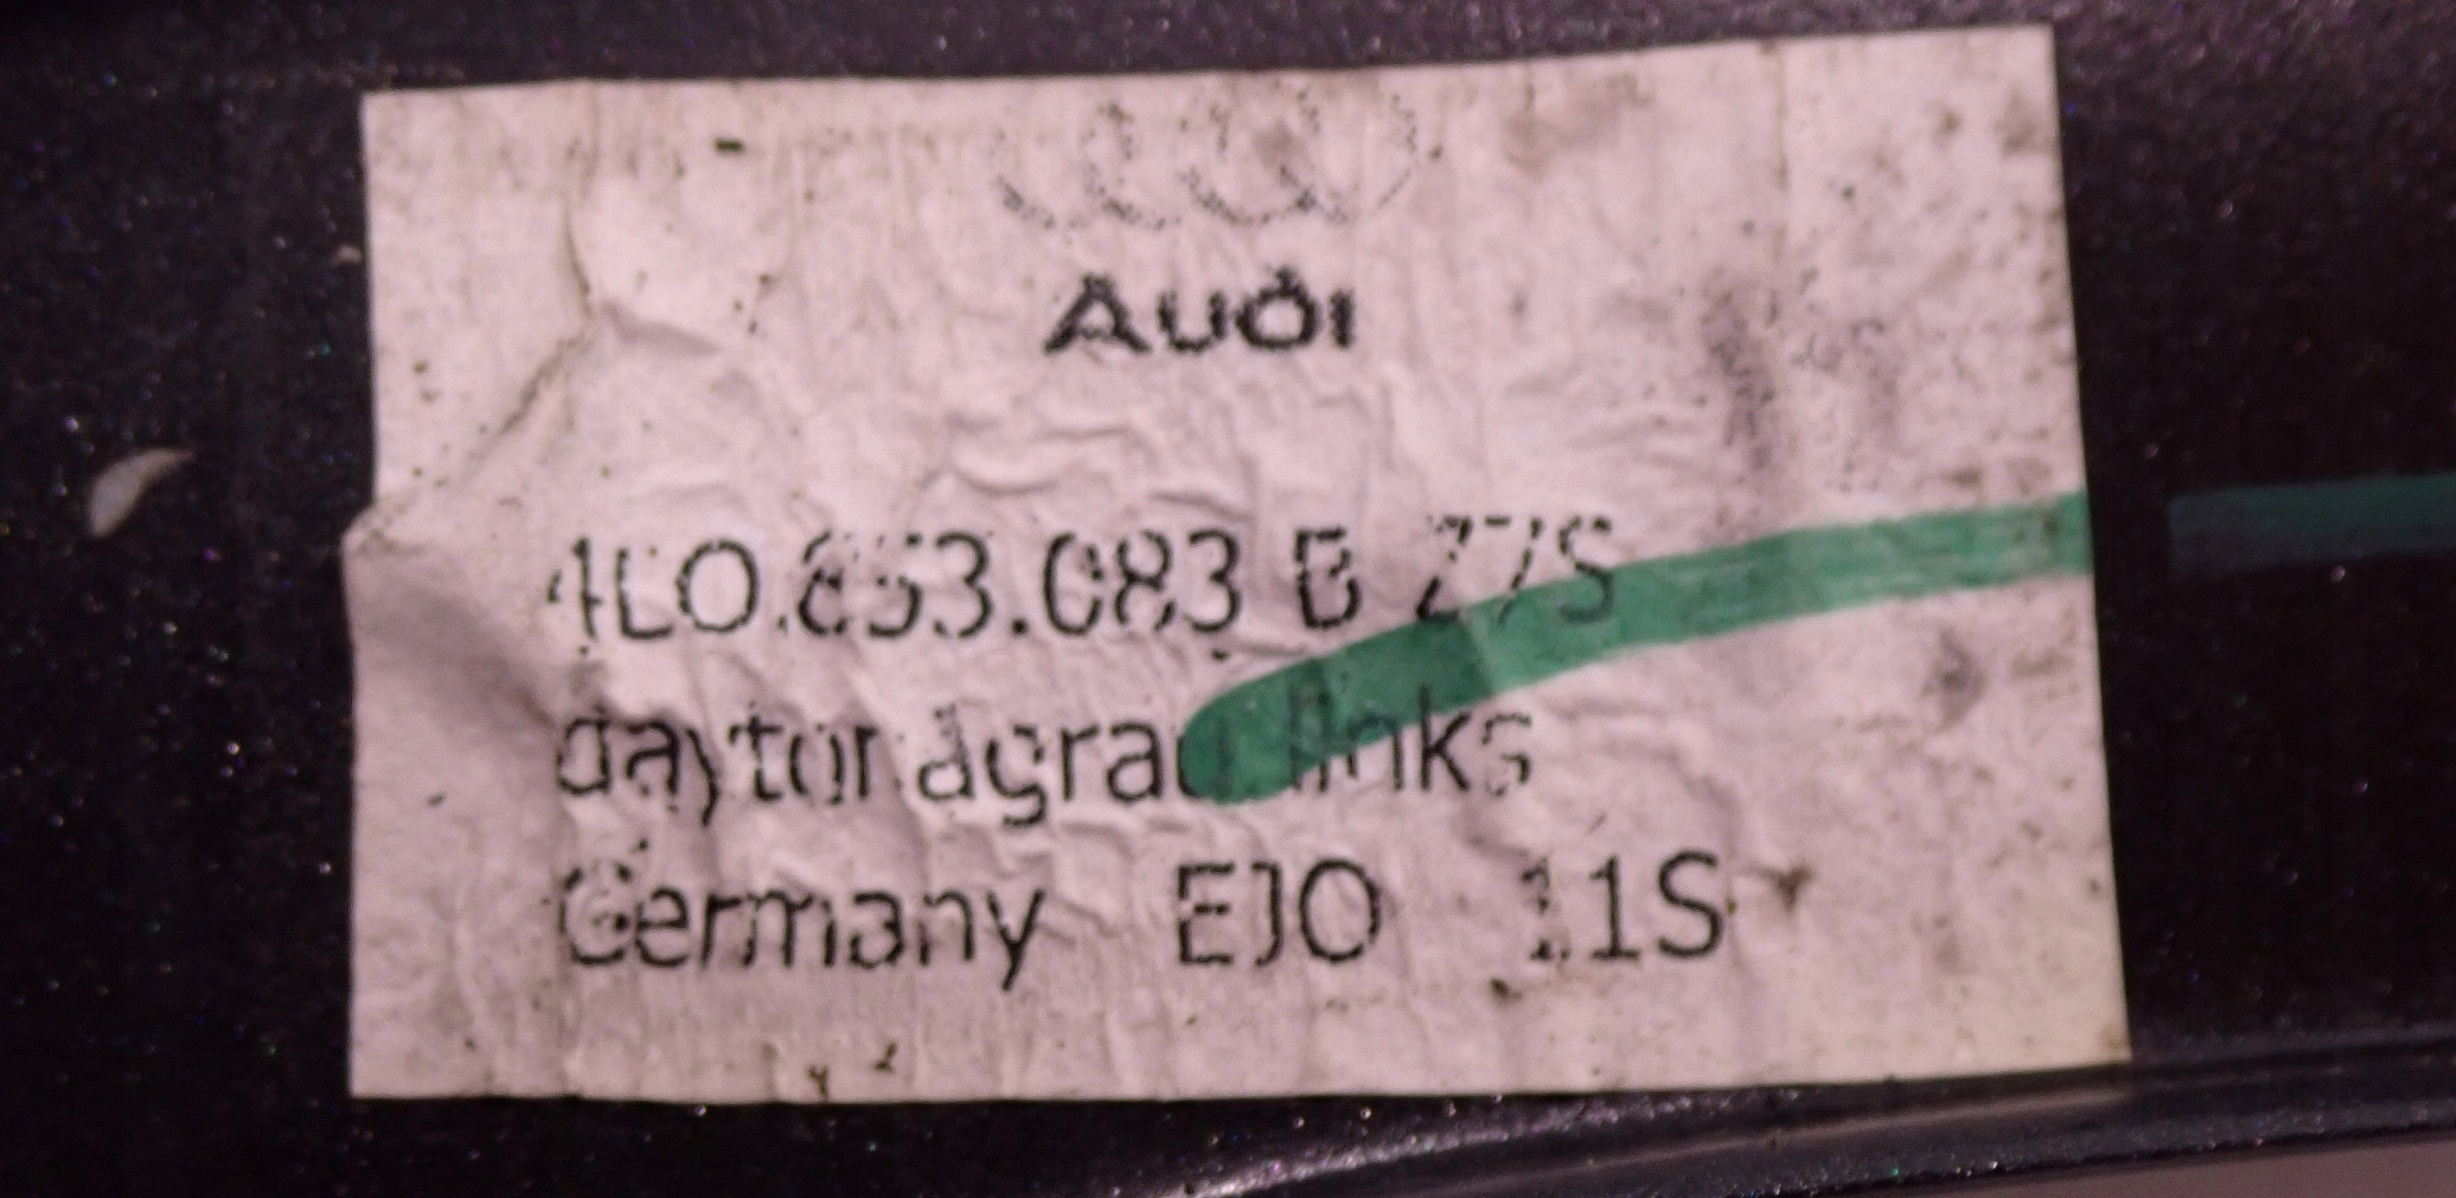 Audi
4L0.853.083 B Z7S
daytonagrau links
Germany EJO 11S